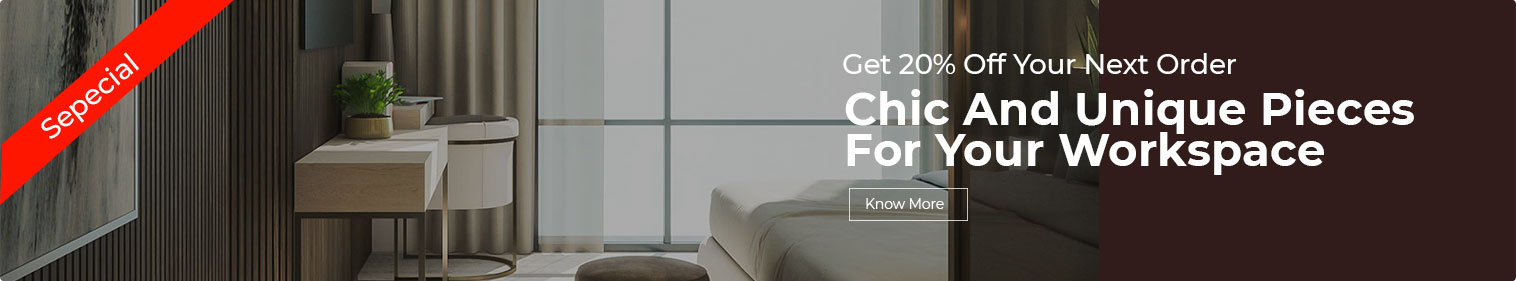 Sepecial
Get 20% Off Your Next Order
Chic And Unique Pieces
For Your Workspace
Know More